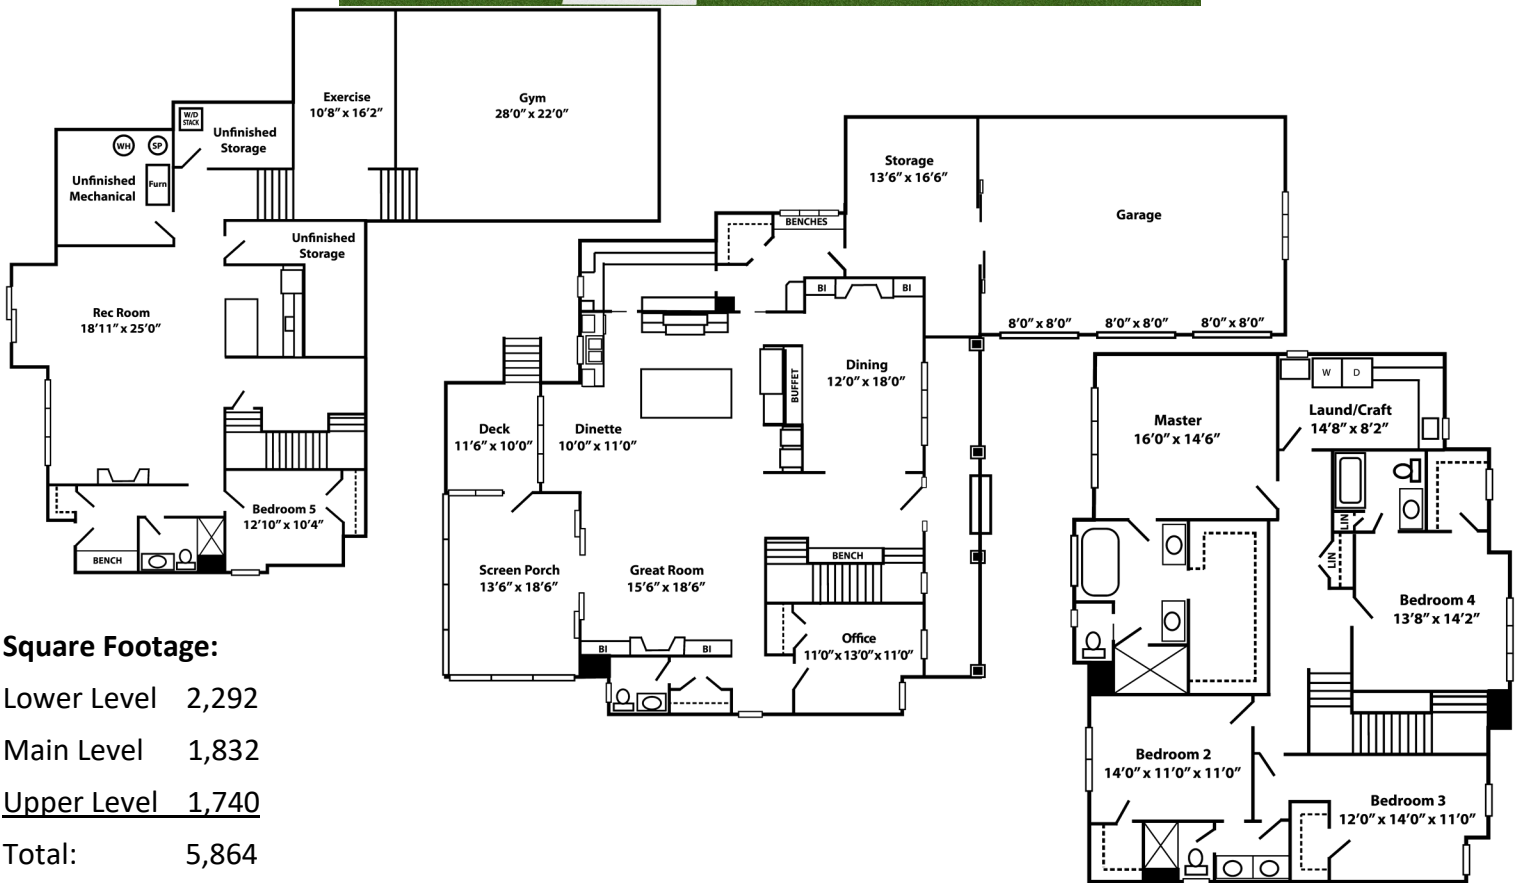 Exercise
10'8" x 16'2"
Gym
28'0" x 22'0"
W/D
STACK
Unfinished
Storage
WH
SP
Unfinished
Mechanical
Furn
Unfinished
Storage
Rec Room
18'11" x 25'0"
Bedroom 5
12'10" x 10'4"
BENCH
Storage
13'6" x 16'6"
Garage
BENCHES
BI
BI
8'0" x 8'0"
8'0" x 8'0"
8'0" x 8'0"
Dining
12'0" x 18'0"
BUFFET
Deck
11'6" x 10'0"
Dinette
10'0" x 11'0"
Screen Porch
13'6" x 18'6"
Great Room
15'6" x 18'6"
BENCH
Office
11'0" x 13'0" x 11'0"
BI
BI
Master
16'0" x 14'6"
W
D
Laund/Craft
14'8" x 8'2"
LIN
LIN
Bedroom 4
13'8" x 14'2"
Bedroom 2
14'0" x 11'0" x 11'0"
Bedroom 3
12'0" x 14'0" x 11'0"
Square Footage:
Lower Level 2,292
Main Level 1,832
Upper Level 1,740
Total: 5,864